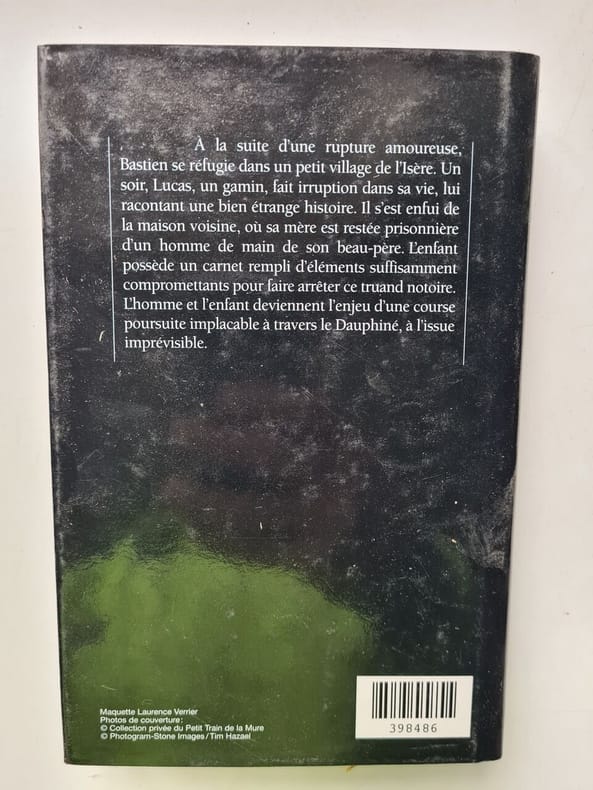 À la suite d'une rupture amoureuse,
Bastien se réfugie dans un petit village de l'Isère. Un
soir, Lucas, un gamin, fait irruption dans sa vie, lui
racontant une bien étrange histoire. Il s'est enfui de
la maison voisine, où sa mère est restée prisonnière
d'un homme de main de son beau-père. L'enfant
possède un carnet rempli d'éléments suffisamment
compromettants pour faire arrêter ce truand notoire.
L'homme et l'enfant deviennent l'enjeu d'une course
poursuite implacable à travers le Dauphiné, à l'issue
imprévisible.
Maquette Laurence Verrier
Photos de couverture :
© Collection privée du Petit Train de la Mure
© Photogram-Stone Images / Tim Hazael
398486